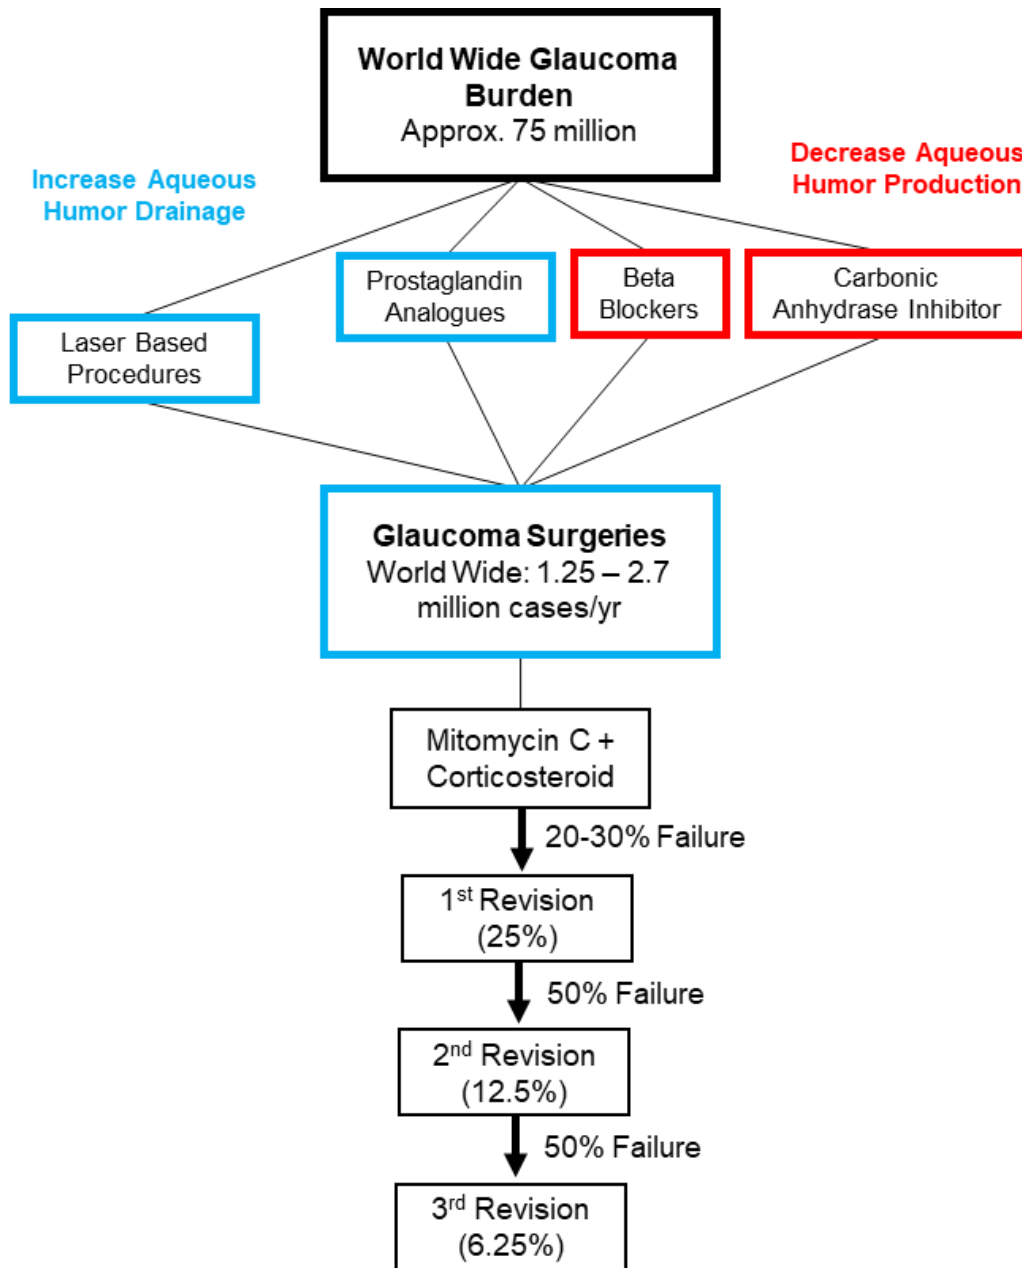 World Wide Glaucoma
Burden
Approx. 75 million
Increase Aqueous
Humor Drainage
Decrease Aqueous
Humor Production
Laser Based
Procedures
Prostaglandin
Analogues
Beta
Blockers
Carbonic
Anhydrase Inhibitor
Glaucoma Surgeries
World Wide: 1.25 – 2.7
million cases/yr
Mitomycin C +
Corticosteroid
20-30% Failure
1st Revision
(25%)
50% Failure
2nd Revision
(12.5%)
50% Failure
3rd Revision
(6.25%)